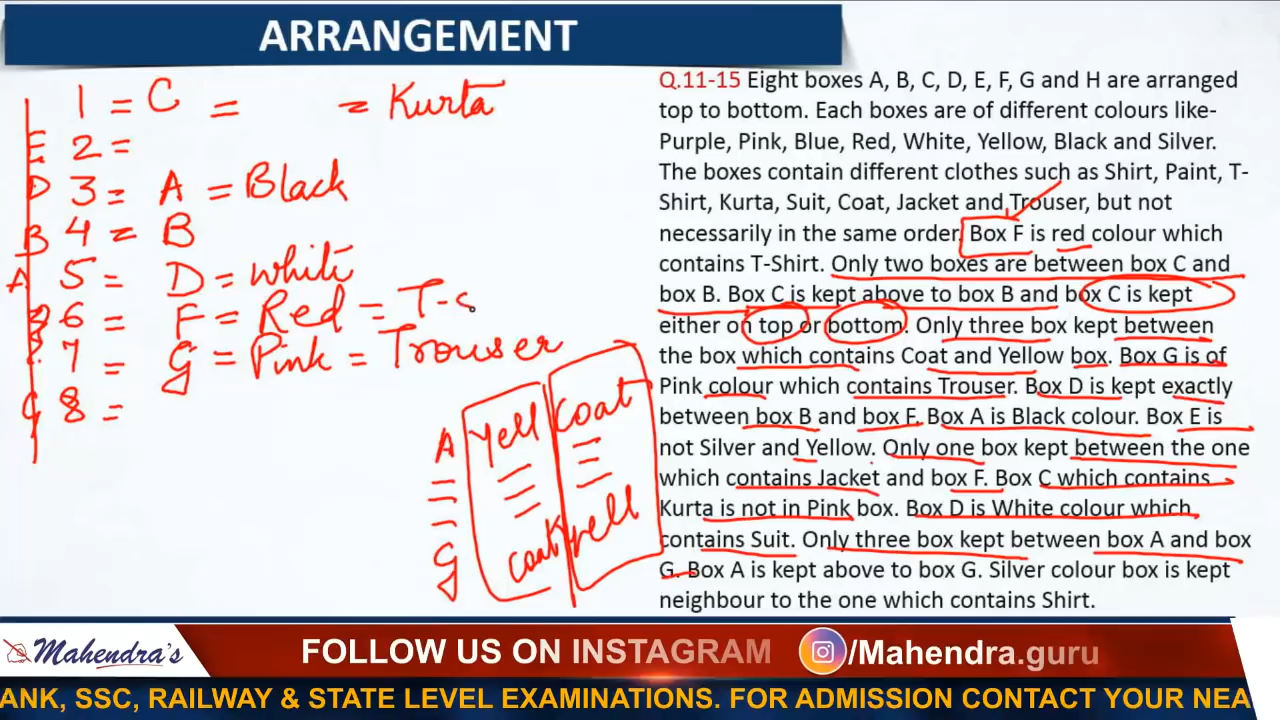 ARRANGEMENT
1 = C = = Kurta
E 2 =
D 3 = A = Black
B 4 = B
A 5 = D = white
6 = F = Red = T-S
7 = G = Pink = Trouser
G 8 =
A Yell Coat
G Coat yell
Q.11-15 Eight boxes A, B, C, D, E, F, G and H are arranged
top to bottom. Each boxes are of different colours like-
Purple, Pink, Blue, Red, White, Yellow, Black and Silver.
The boxes contain different clothes such as Shirt, Paint, T-
Shirt, Kurta, Suit, Coat, Jacket and Trouser, but not
necessarily in the same order. Box F is red colour which
contains T-Shirt. Only two boxes are between box C and
box B. Box C is kept above to box B and box C is kept
either on top or bottom. Only three box kept between
the box which contains Coat and Yellow box. Box G is of
Pink colour which contains Trouser. Box D is kept exactly
between box B and box F. Box A is Black colour. Box E is
not Silver and Yellow. Only one box kept between the one
which contains Jacket and box F. Box C which contains
Kurta is not in Pink box. Box D is White colour which
contains Suit. Only three box kept between box A and box
G. Box A is kept above to box G. Silver colour box is kept
neighbour to the one which contains Shirt.
Mahendra's
FOLLOW US ON INSTAGRAM /Mahendra.guru
ANK, SSC, RAILWAY & STATE LEVEL EXAMINATIONS. FOR ADMISSION CONTACT YOUR NEA